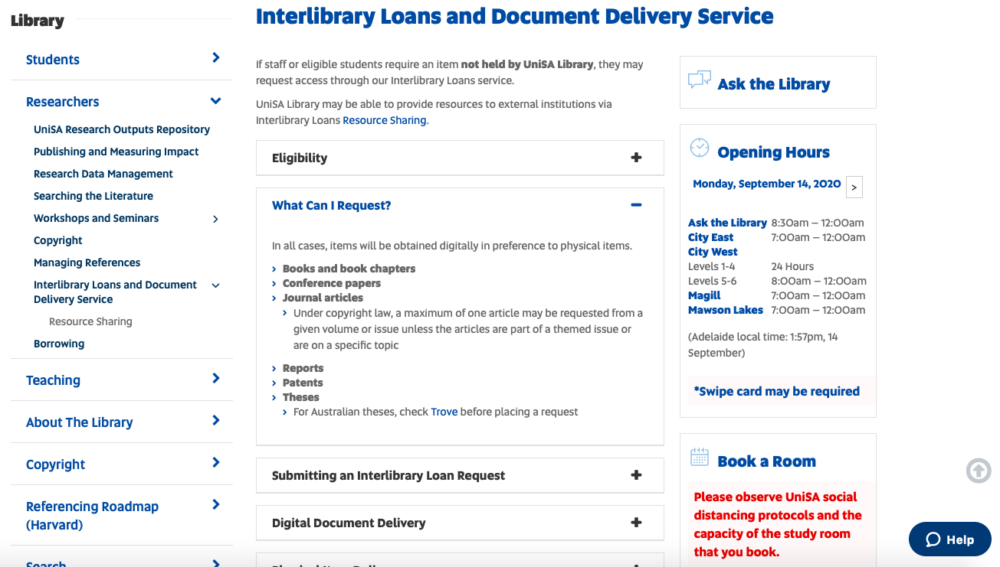 Library
Students
Researchers
UniSA Research Outputs Repository
Publishing and Measuring Impact
Research Data Management
Searching the Literature
Workshops and Seminars
Copyright
Managing References
Interlibrary Loans and Document
Delivery Service
Resource Sharing
Borrowing
Teaching
About The Library
Copyright
Referencing Roadmap
(Harvard)
Search
Interlibrary Loans and Document Delivery Service
If staff or eligible students require an item not held by UniSA Library, they may
request access through our Interlibrary Loans service.
UniSA Library may be able to provide resources to external institutions via
Interlibrary Loans Resource Sharing.
Eligibility
What Can I Request?
In all cases, items will be obtained digitally in preference to physical items.
Books and book chapters
Conference papers
Journal articles
Under copyright law, a maximum of one article may be requested from a
given volume or issue unless the articles are part of a themed issue or
are on a specific topic
Reports
Patents
Theses
For Australian theses, check Trove before placing a request
Submitting an Interlibrary Loan Request
Digital Document Delivery
Ask the Library
Opening Hours
Monday, September 14, 2020 >
Ask the Library 8:30am – 12:00am
City East 7:00am – 12:00am
City West
Levels 1-4 24 Hours
Levels 5-6 8:00am – 12:00am
Magill 7:00am – 12:00am
Mawson Lakes 7:00am – 12:00am
(Adelaide local time: 1:57pm, 14
September)
*Swipe card may be required
Book a Room
Please observe UniSA social
distancing protocols and the
capacity of the study room
that you book.
Help